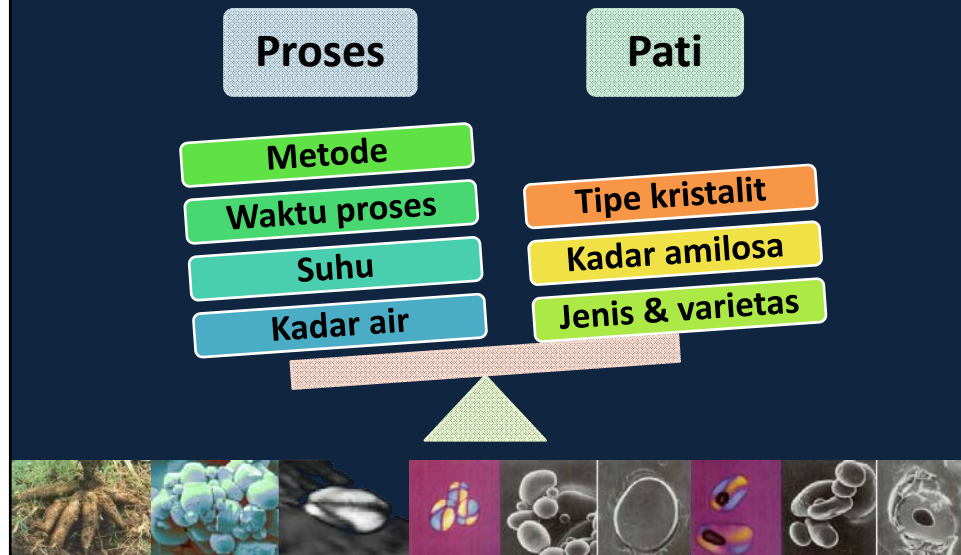 Proses
Pati
Metode
Waktu proses
Suhu
Kadar air
Tipe kristalit
Kadar amilosa
Jenis & varietas